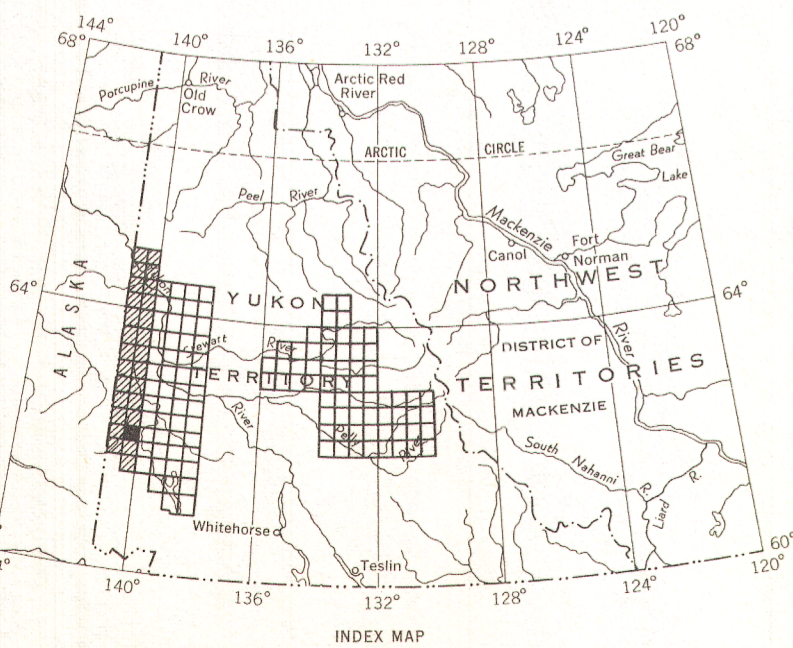 144°
68°
140°
136°
132°
128°
124°
120°
68°
Porcupine River
Old
Crow
Arctic Red
River
ARCTIC CIRCLE
Great Bear
Lake
Peel River
Mackenzie
River
Canol
Fort
Norman
NORTHWEST
TERRITORIES
DISTRICT OF
MACKENZIE
64°
64°
ALASKA
YUKON
TERRITORY
Stewart River
River
Pelly River
South Nahanni R.
Liard R.
Whitehorse
Teslin
60°
120°
140°
136°
132°
128°
124°
INDEX MAP